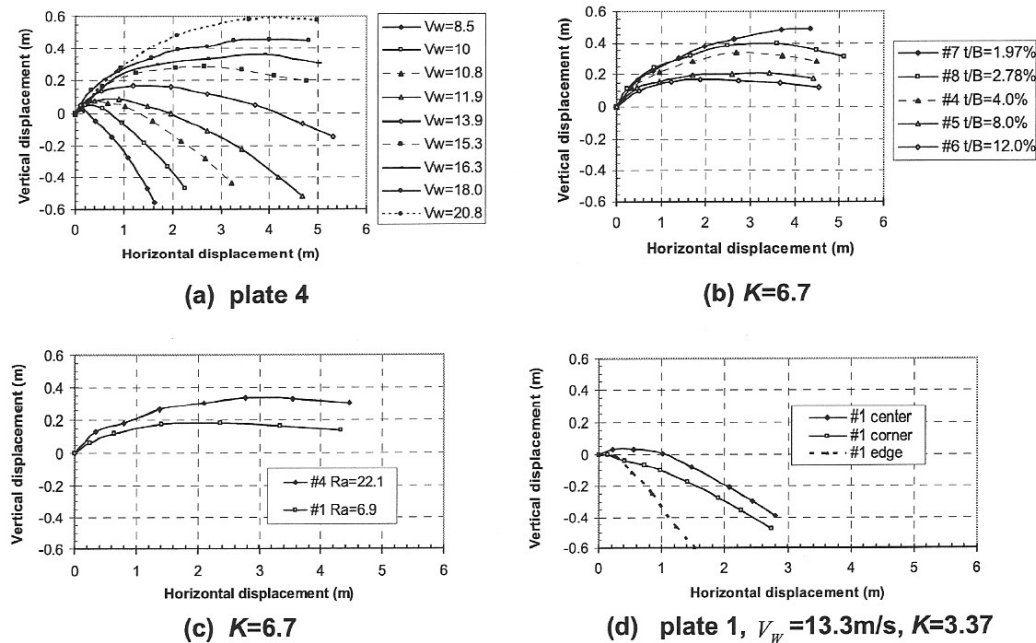 Vertical displacement (m)
0.6
0.4
0.2
0
-0.2
-0.4
-0.6
0 1 2 3 4 5 6
Horizontal displacement (m)
Vw=8.5
Vw=10
Vw=10.8
Vw=11.9
Vw=13.9
Vw=15.3
Vw=16.3
Vw=18.0
Vw=20.8
(a) plate 4
Vertical displacement (m)
0.6
0.4
0.2
0
-0.2
-0.4
-0.6
0 1 2 3 4 5 6
Horizontal displacement (m)
#7 t/B=1.97%
#8 t/B=2.78%
#4 t/B=4.0%
#5 t/B=8.0%
#6 t/B=12.0%
(b) K=6.7
Vertical displacement (m)
0.6
0.4
0.2
0
-0.2
-0.4
-0.6
0 1 2 3 4 5 6
Horizontal displacement (m)
#4 Ra=22.1
#1 Ra=6.9
(c) K=6.7
Vertical displacement (m)
0.6
0.4
0.2
0
-0.2
-0.4
-0.6
0 1 2 3 4 5 6
Horizontal displacement (m)
#1 center
#1 corner
#1 edge
(d) plate 1, V_W =13.3m/s, K=3.37